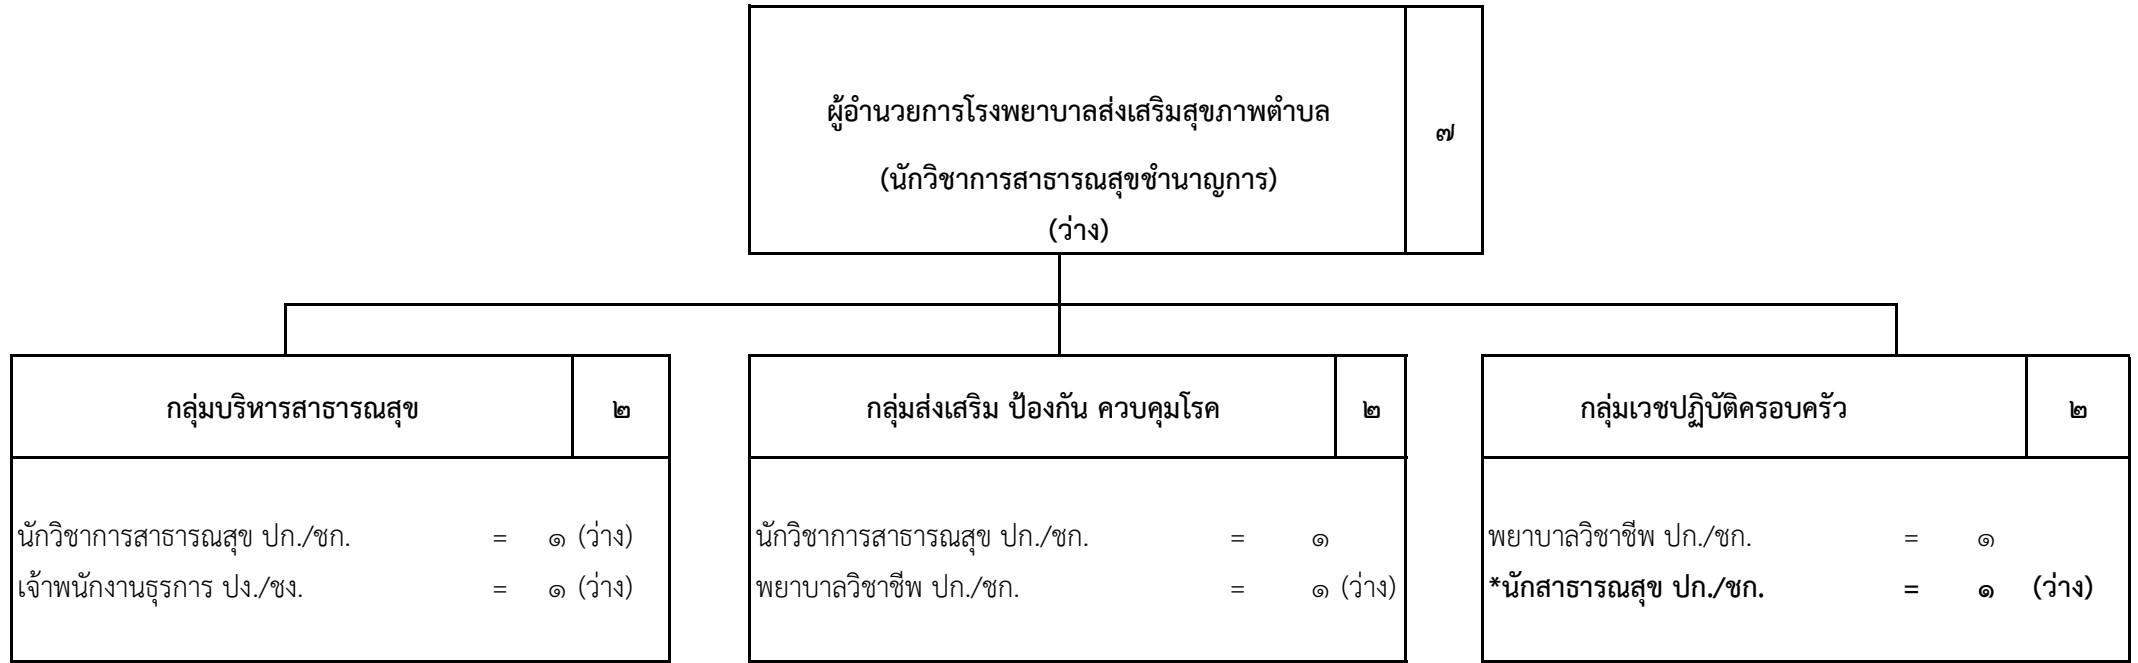 ผู้อำนวยการโรงพยาบาลส่งเสริมสุขภาพตำบล
(นักวิชาการสาธารณสุขชำนาญการ)
(ว่าง)
๗
กลุ่มบริหารสาธารณสุข ๒
นักวิชาการสาธารณสุข ปก./ชก. = ๑ (ว่าง)
เจ้าพนักงานธุรการ ปง./ชง. = ๑ (ว่าง)
กลุ่มส่งเสริม ป้องกัน ควบคุมโรค ๒
นักวิชาการสาธารณสุข ปก./ชก. = ๑
พยาบาลวิชาชีพ ปก./ชก. = ๑ (ว่าง)
กลุ่มเวชปฏิบัติครอบครัว ๒
พยาบาลวิชาชีพ ปก./ชก. = ๑
*นักสาธารณสุข ปก./ชก. = ๑ (ว่าง)